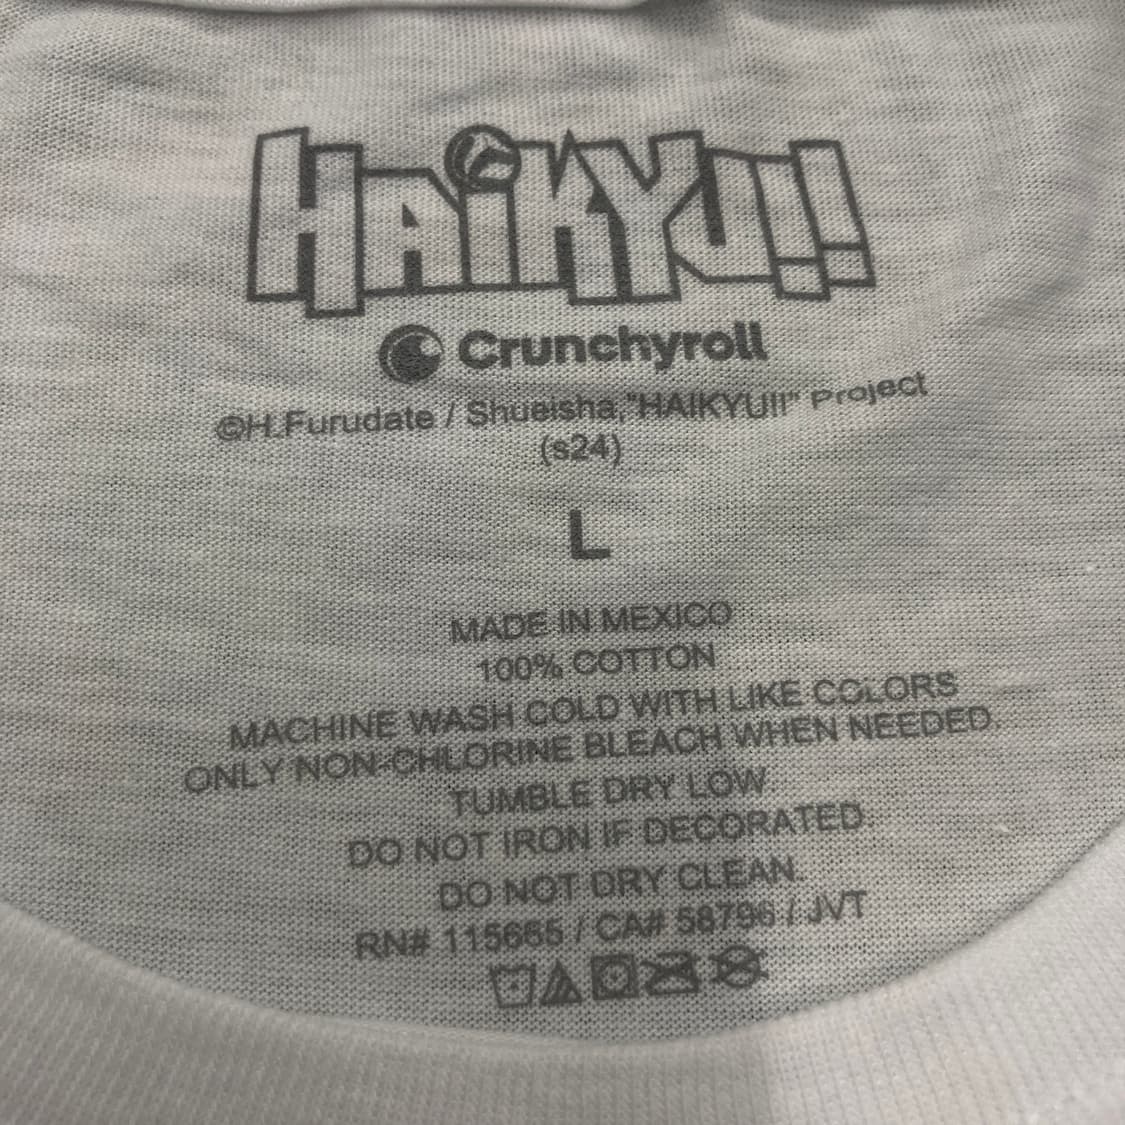 HAiKYU!!
Crunchyroll
©H.Furudate / Shueisha,"HAIKYU!!" Project
(s24)
L
MADE IN MEXICO
100% COTTON
MACHINE WASH COLD WITH LIKE COLORS
ONLY NON-CHLORINE BLEACH WHEN NEEDED.
TUMBLE DRY LOW.
DO NOT IRON IF DECORATED.
DO NOT DRY CLEAN.
RN# 115665 / CA# 58796 / JVT